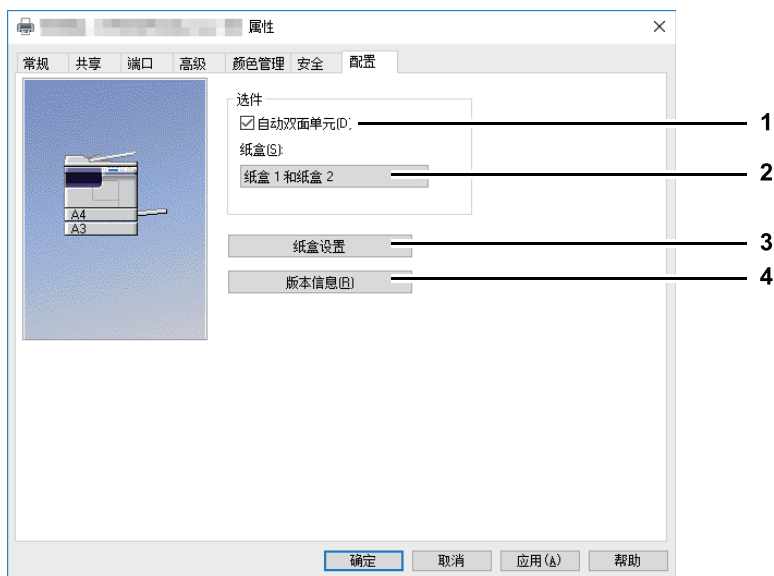 属性
常规 共享 端口 高级 颜色管理 安全 配置
选件
自动双面单元(D) 1
纸盒(S):
纸盒 1 和纸盒 2 2
A4
A3
纸盒设置 3
版本信息(R) 4
确定 取消 应用(A) 帮助